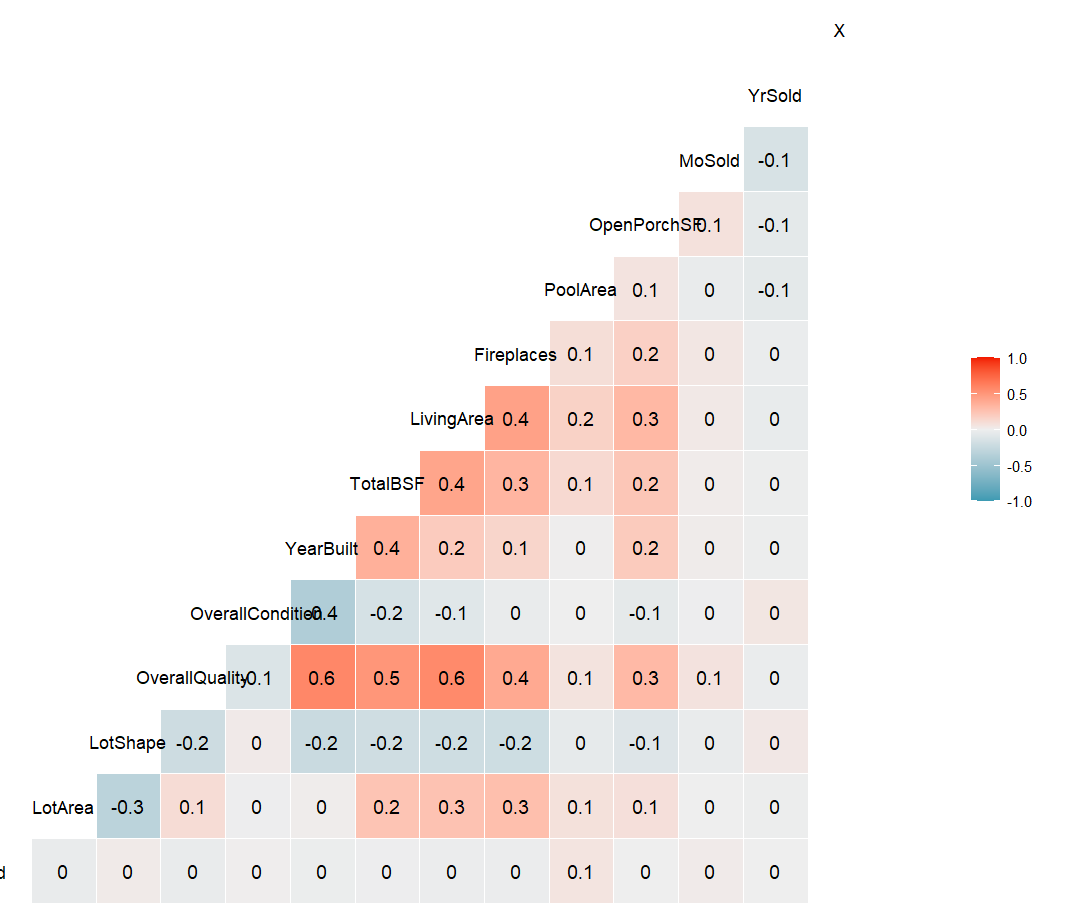 X
YrSold
MoSold -0.1
OpenPorchSF 0.1 -0.1
PoolArea 0.1 0 -0.1
Fireplaces 0.1 0.2 0 0
1.0
0.5
0.0
-0.5
-1.0
LivingArea 0.4 0.2 0.3 0 0
TotalBSF 0.4 0.3 0.1 0.2 0 0
YearBuilt 0.4 0.2 0.1 0 0.2 0 0
OverallCondition -0.4 -0.2 -0.1 0 0 -0.1 0 0
OverallQuality -0.1 0.6 0.5 0.6 0.4 0.1 0.3 0.1 0
LotShape -0.2 0 -0.2 -0.2 -0.2 -0.2 0 -0.1 0 0
LotArea -0.3 0.1 0 0 0.2 0.3 0.3 0.1 0.1 0 0
d 0 0 0 0 0 0 0 0 0.1 0 0 0